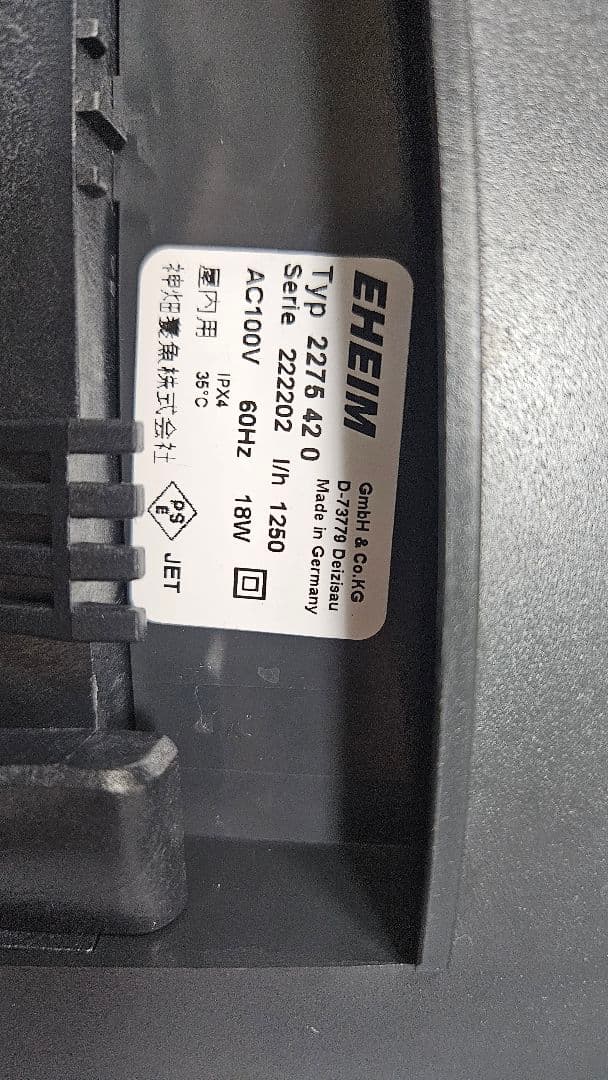 EHEIM
GmbH & Co.KG
D-73779 Deizisau
Made in Germany
Typ 2275 42 0
Serie 222202 l/h 1250
AC100V 60Hz 18W
IPX4
屋内用 35°C
神畑養魚株式会社
PS
E
JET